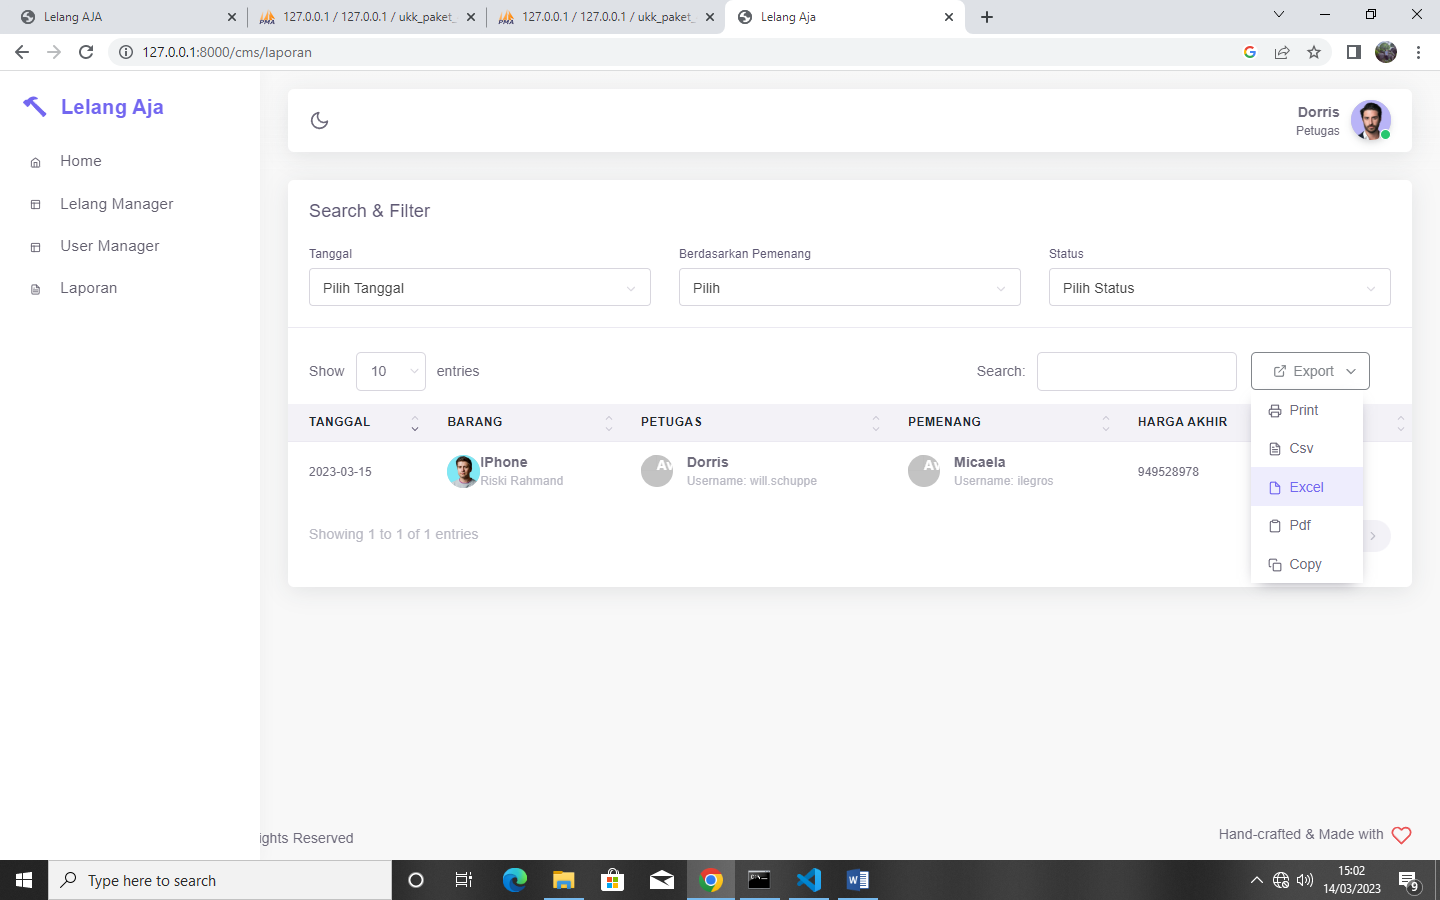 Lelang AJA
127.0.0.1 / 127.0.0.1 / ukk_paket_
127.0.0.1 / 127.0.0.1 / ukk_paket_
Lelang Aja
127.0.0.1:8000/cms/laporan
Lelang Aja
Home
Lelang Manager
User Manager
Laporan
Dorris
Petugas
Search & Filter
Tanggal
Berdasarkan Pemenang
Status
Pilih Tanggal
Pilih
Pilih Status
Show 10 entries
Search:
Export
Print
Csv
Excel
Pdf
Copy
TANGGAL BARANG PETUGAS PEMENANG HARGA AKHIR
2023-03-15
IPhone
Riski Rahmand
Av
Dorris
Username: will.schuppe
Av
Micaela
Username: ilegros
949528978
Showing 1 to 1 of 1 entries
ights Reserved
Hand-crafted & Made with
Type here to search
15:02
14/03/2023
9